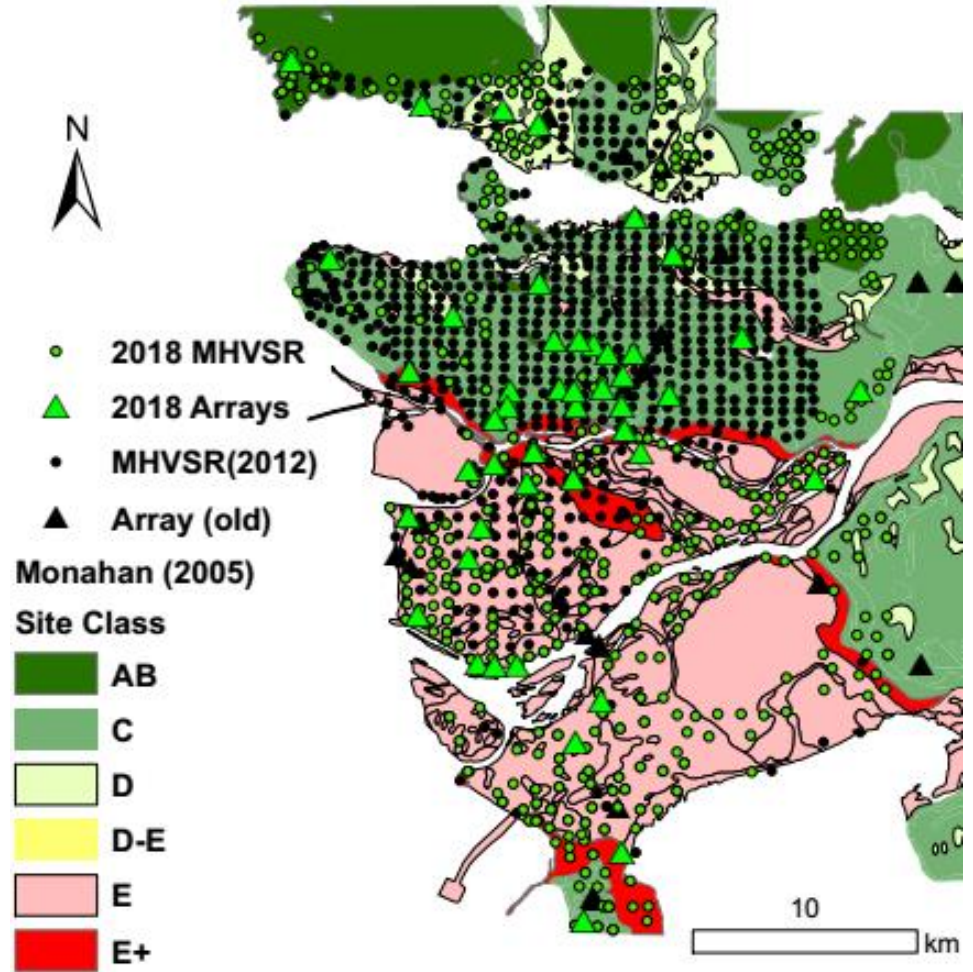 N
2018 MHVSR
2018 Arrays
MHVSR(2012)
Array (old)
Monahan (2005)
Site Class
AB
C
D
D-E
E
E+
10
km